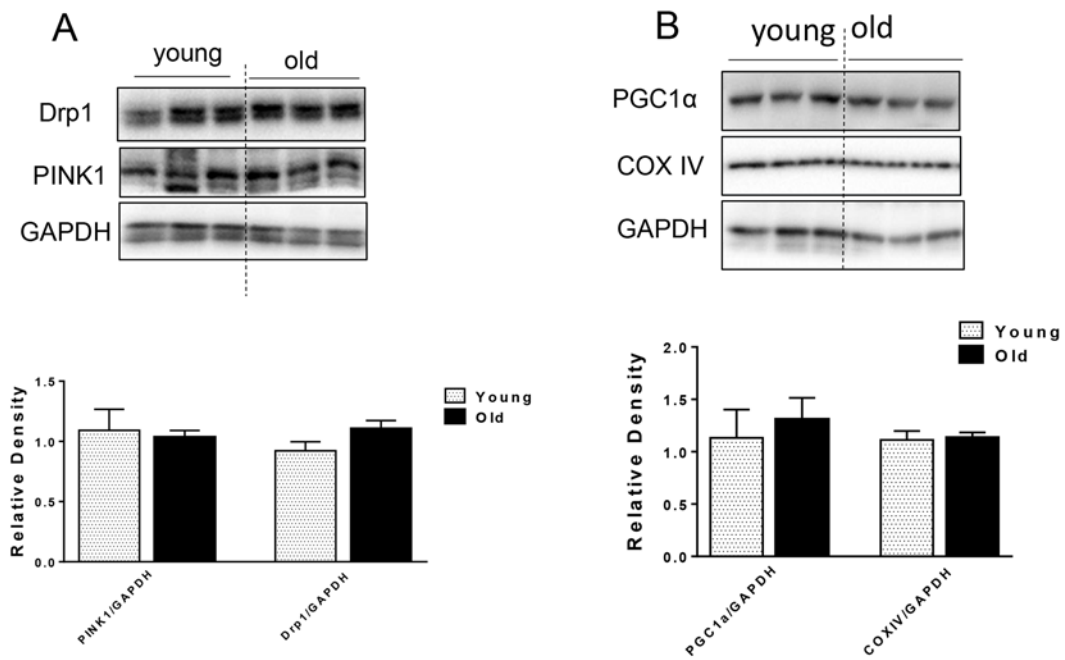 A
young old
Drp1
PINK1
GAPDH
Relative Density
1.5
1.0
0.5
0.0
PINK1/GAPDH
Drp1/GAPDH
Young
Old
B
young old
PGC1α
COX IV
GAPDH
Relative Density
2.0
1.5
1.0
0.5
0.0
PGC1a/GAPDH
COXIV/GAPDH
Young
Old